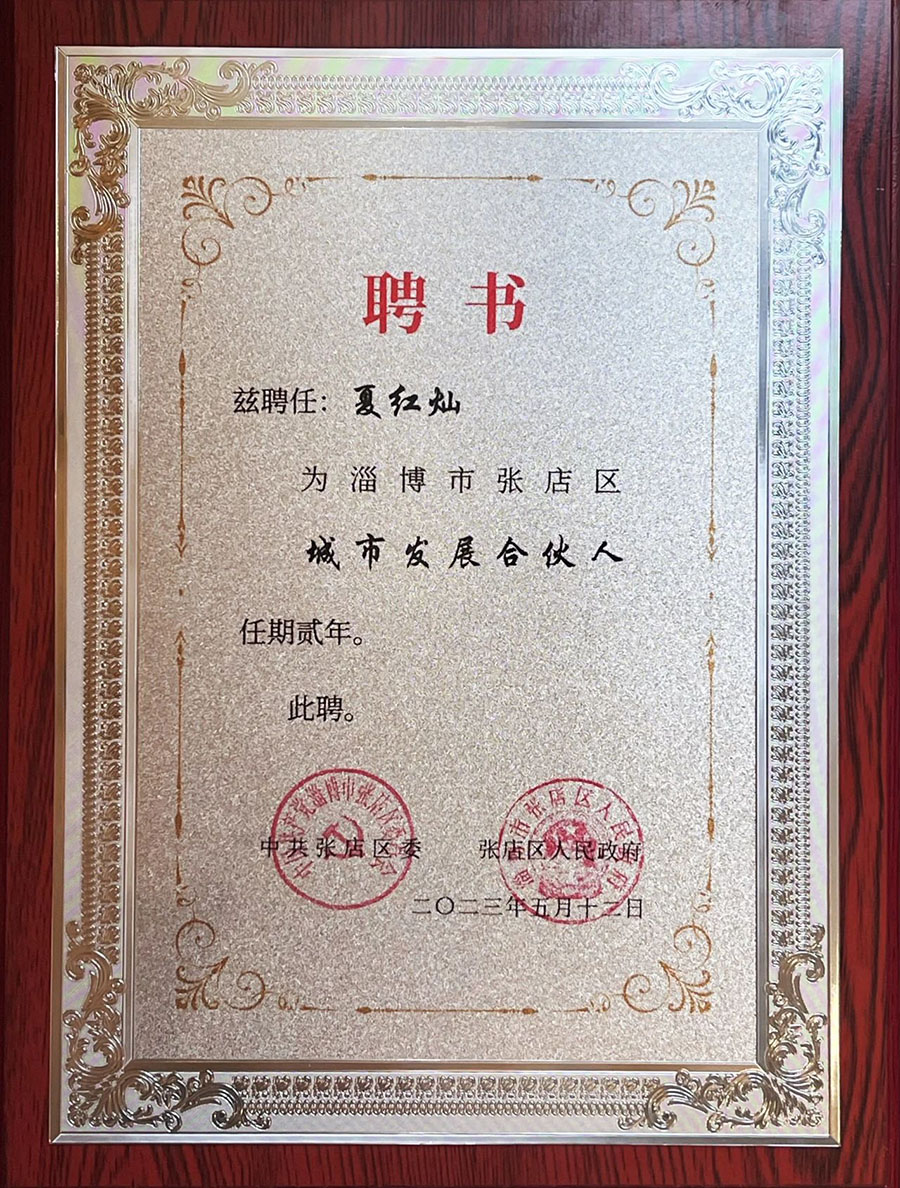 聘书
兹聘任：夏红灿
为淄博市张店区
城市发展合伙人
任期贰年。
此聘。
中共张店区委 张店区人民政府
二〇二三年五月十二日